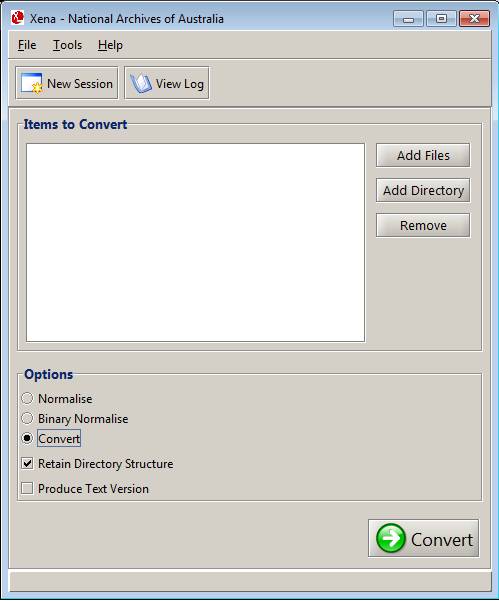 Xena - National Archives of Australia
File Tools Help
New Session View Log
Items to Convert
Add Files
Add Directory
Remove
Options
Normalise
Binary Normalise
Convert
Retain Directory Structure
Produce Text Version
Convert